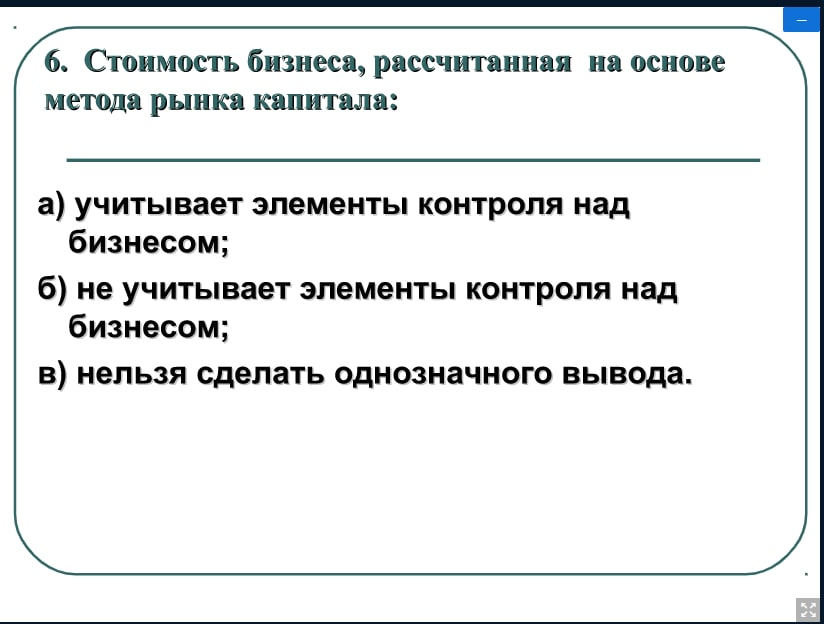 6. Стоимость бизнеса, рассчитанная на основе
метода рынка капитала:
а) учитывает элементы контроля над
бизнесом;
б) не учитывает элементы контроля над
бизнесом;
в) нельзя сделать однозначного вывода.